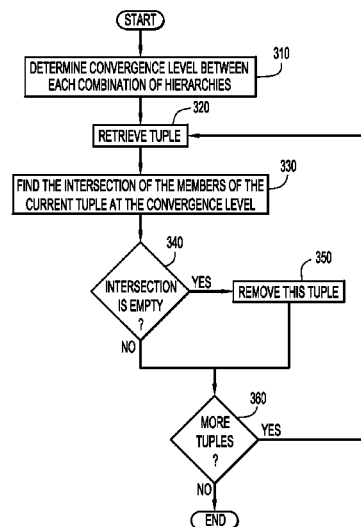 START
DETERMINE CONVERGENCE LEVEL BETWEEN
EACH COMBINATION OF HIERARCHIES
310
320
RETRIEVE TUPLE
330
FIND THE INTERSECTION OF THE MEMBERS OF THE
CURRENT TUPLE AT THE CONVERGENCE LEVEL
340
INTERSECTION
IS EMPTY
?
YES
NO
350
REMOVE THIS TUPLE
360
MORE
TUPLES
?
YES
NO
END